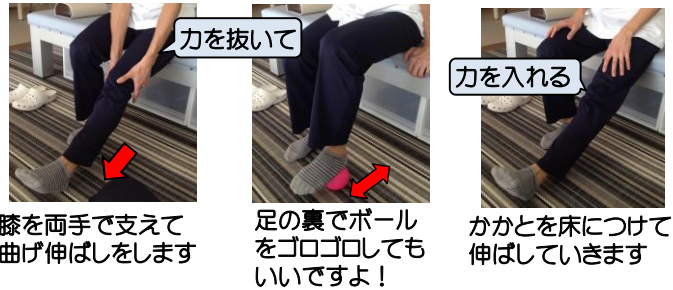 力を抜いて
膝を両手で支えて
曲げ伸ばしをします
足の裏でボール
をゴロゴロしても
いいですよ！
力を入れる
かかとを床につけて
伸ばしていきます